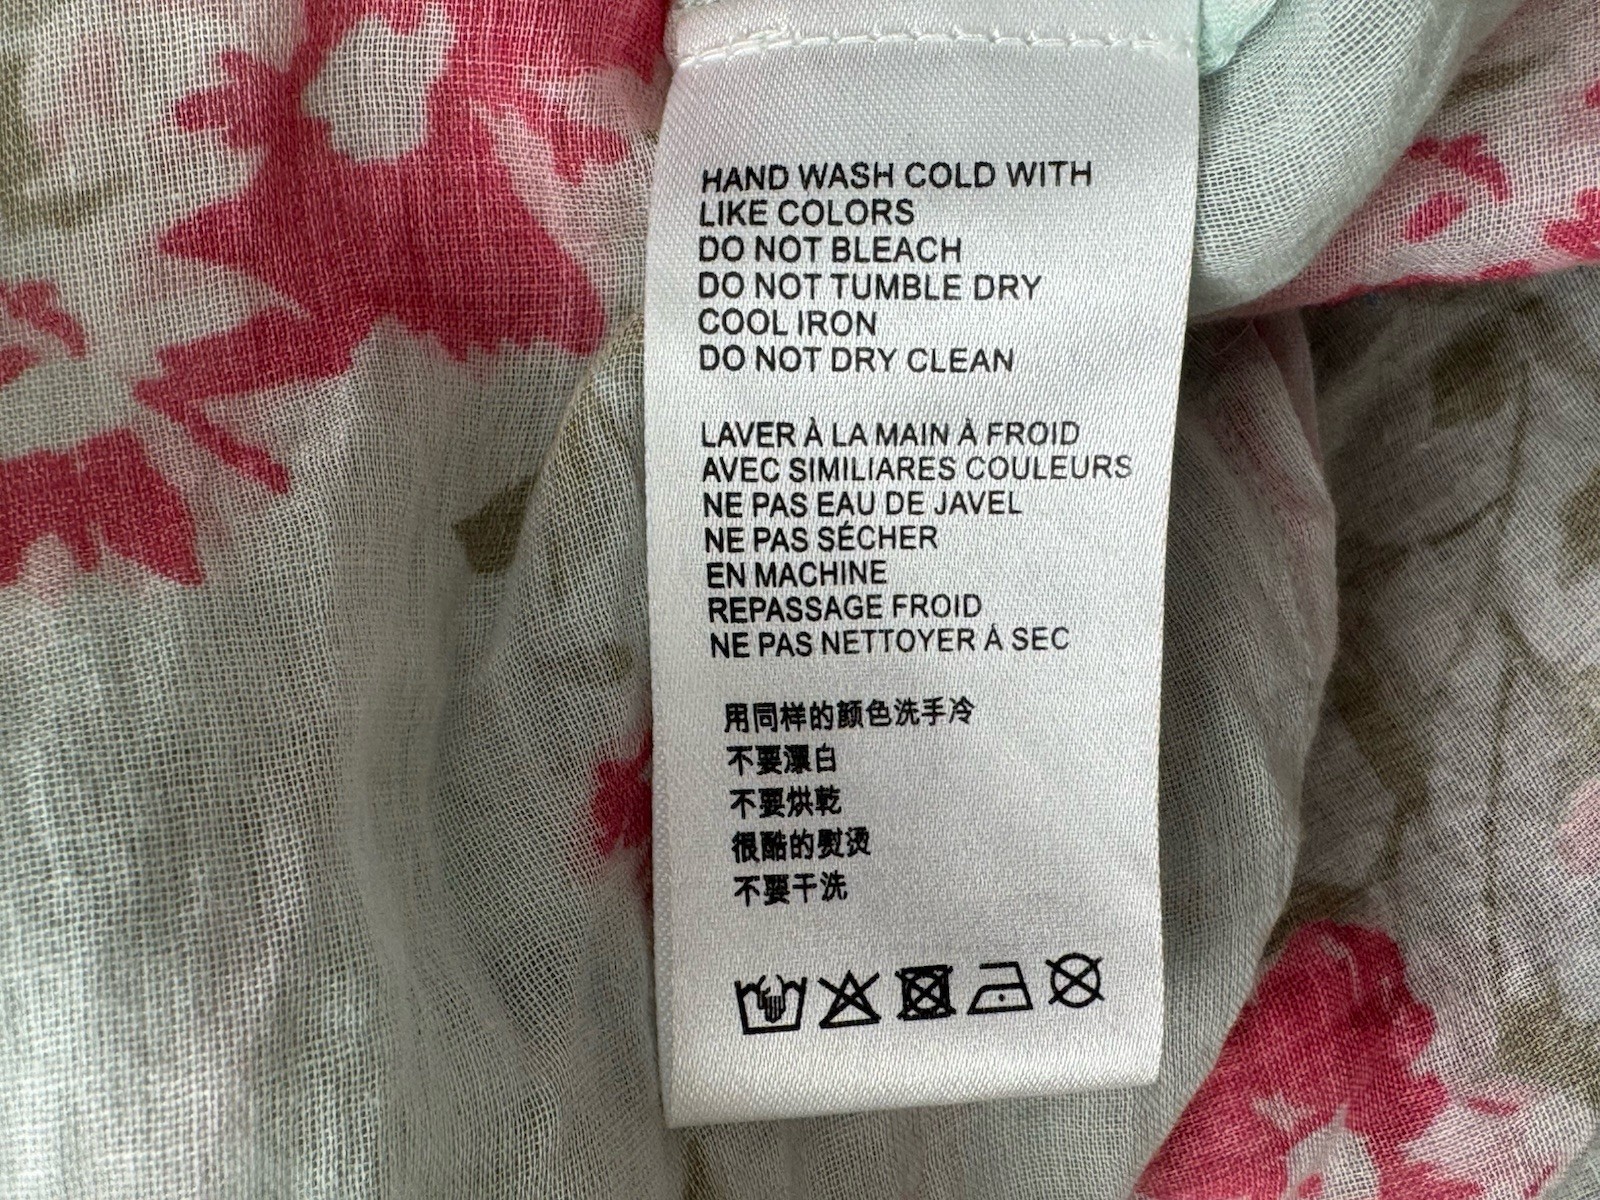 HAND WASH COLD WITH
LIKE COLORS
DO NOT BLEACH
DO NOT TUMBLE DRY
COOL IRON
DO NOT DRY CLEAN
LAVER À LA MAIN À FROID
AVEC SIMILIARES COULEURS
NE PAS EAU DE JAVEL
NE PAS SÉCHER
EN MACHINE
REPASSAGE FROID
NE PAS NETTOYER À SEC
用同样的颜色洗手冷
不要漂白
不要烘乾
很酷的熨烫
不要干洗